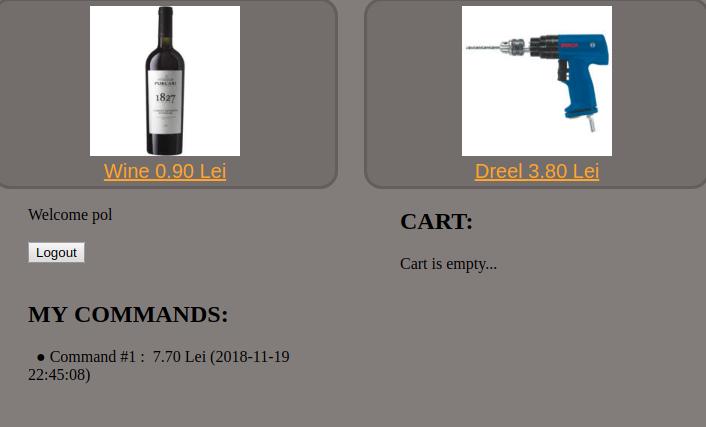 PURCARI
1827
BOSCH
Wine 0.90 Lei
Dreel 3.80 Lei
Welcome pol
Logout
CART:
Cart is empty...
MY COMMANDS:
● Command #1 : 7.70 Lei (2018-11-19
22:45:08)